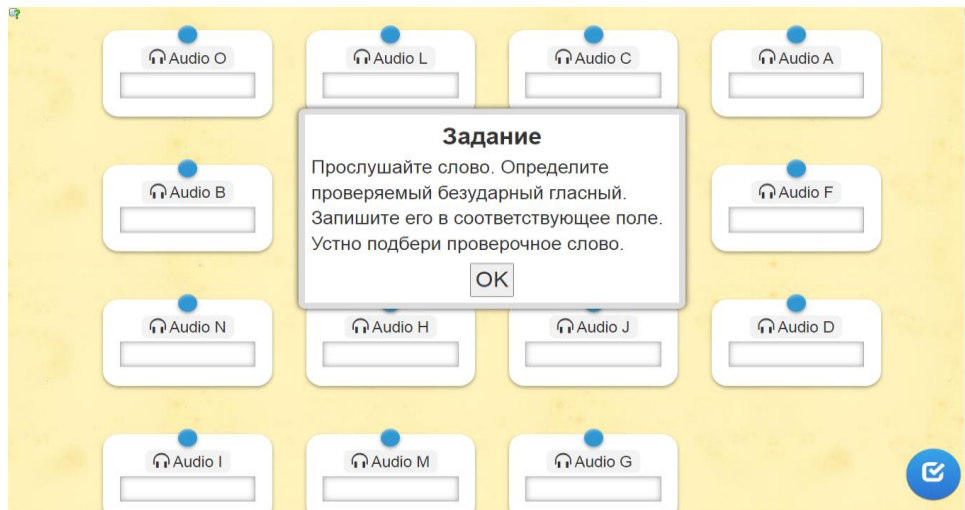 Audio O
Audio L
Audio C
Audio A
Задание
Прослушайте слово. Определите
проверяемый безударный гласный.
Запишите его в соответствующее поле.
Устно подбери проверочное слово.
OK
Audio B
Audio F
Audio N
Audio H
Audio J
Audio D
Audio I
Audio M
Audio G